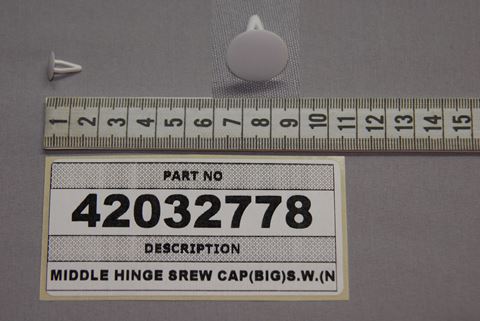 1 2 3 4 5 6 7 8 9 10 11 12 13 14 15
PART NO
42032778
DESCRIPTION
MIDDLE HINGE SREW CAP(BIG)S.W.(N